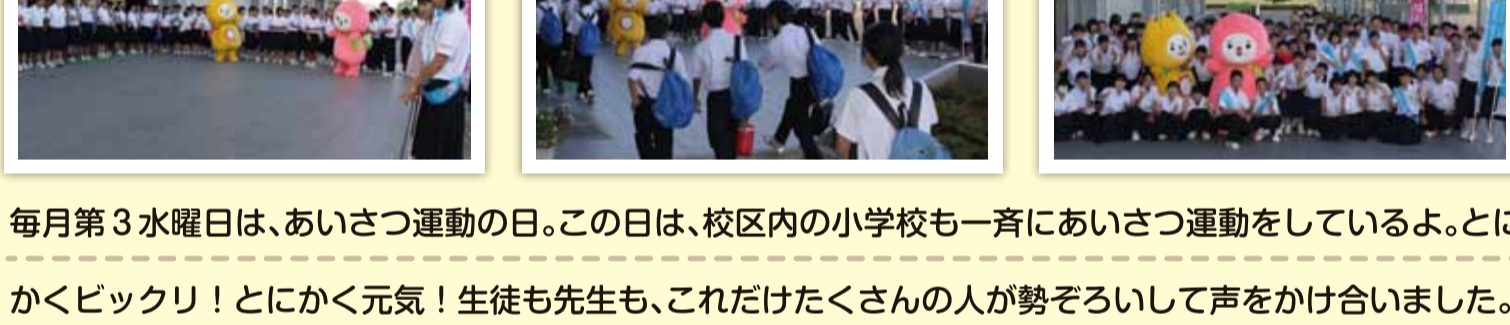 毎月第3水曜日は、あいさつ運動の日。この日は、校区内の小学校も一斉にあいさつ運動をしているよ。とに
かくビックリ！とにかく元気！生徒も先生も、これだけたくさんの人が勢ぞろいして声をかけ合いました。